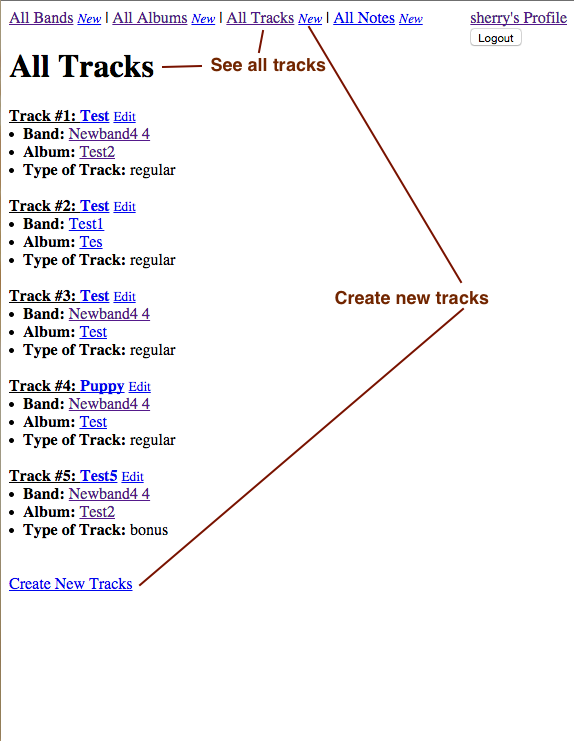 All Bands New | All Albums New | All Tracks New | All Notes New sherry's Profile
Logout
All Tracks
See all tracks
Track #1: Test Edit
• Band: Newband4 4
• Album: Test2
• Type of Track: regular
Track #2: Test Edit
• Band: Test1
• Album: Tes
• Type of Track: regular
Track #3: Test Edit
• Band: Newband4 4
• Album: Test
• Type of Track: regular
Create new tracks
Track #4: Puppy Edit
• Band: Newband4 4
• Album: Test
• Type of Track: regular
Track #5: Test5 Edit
• Band: Newband4 4
• Album: Test2
• Type of Track: bonus
Create New Tracks